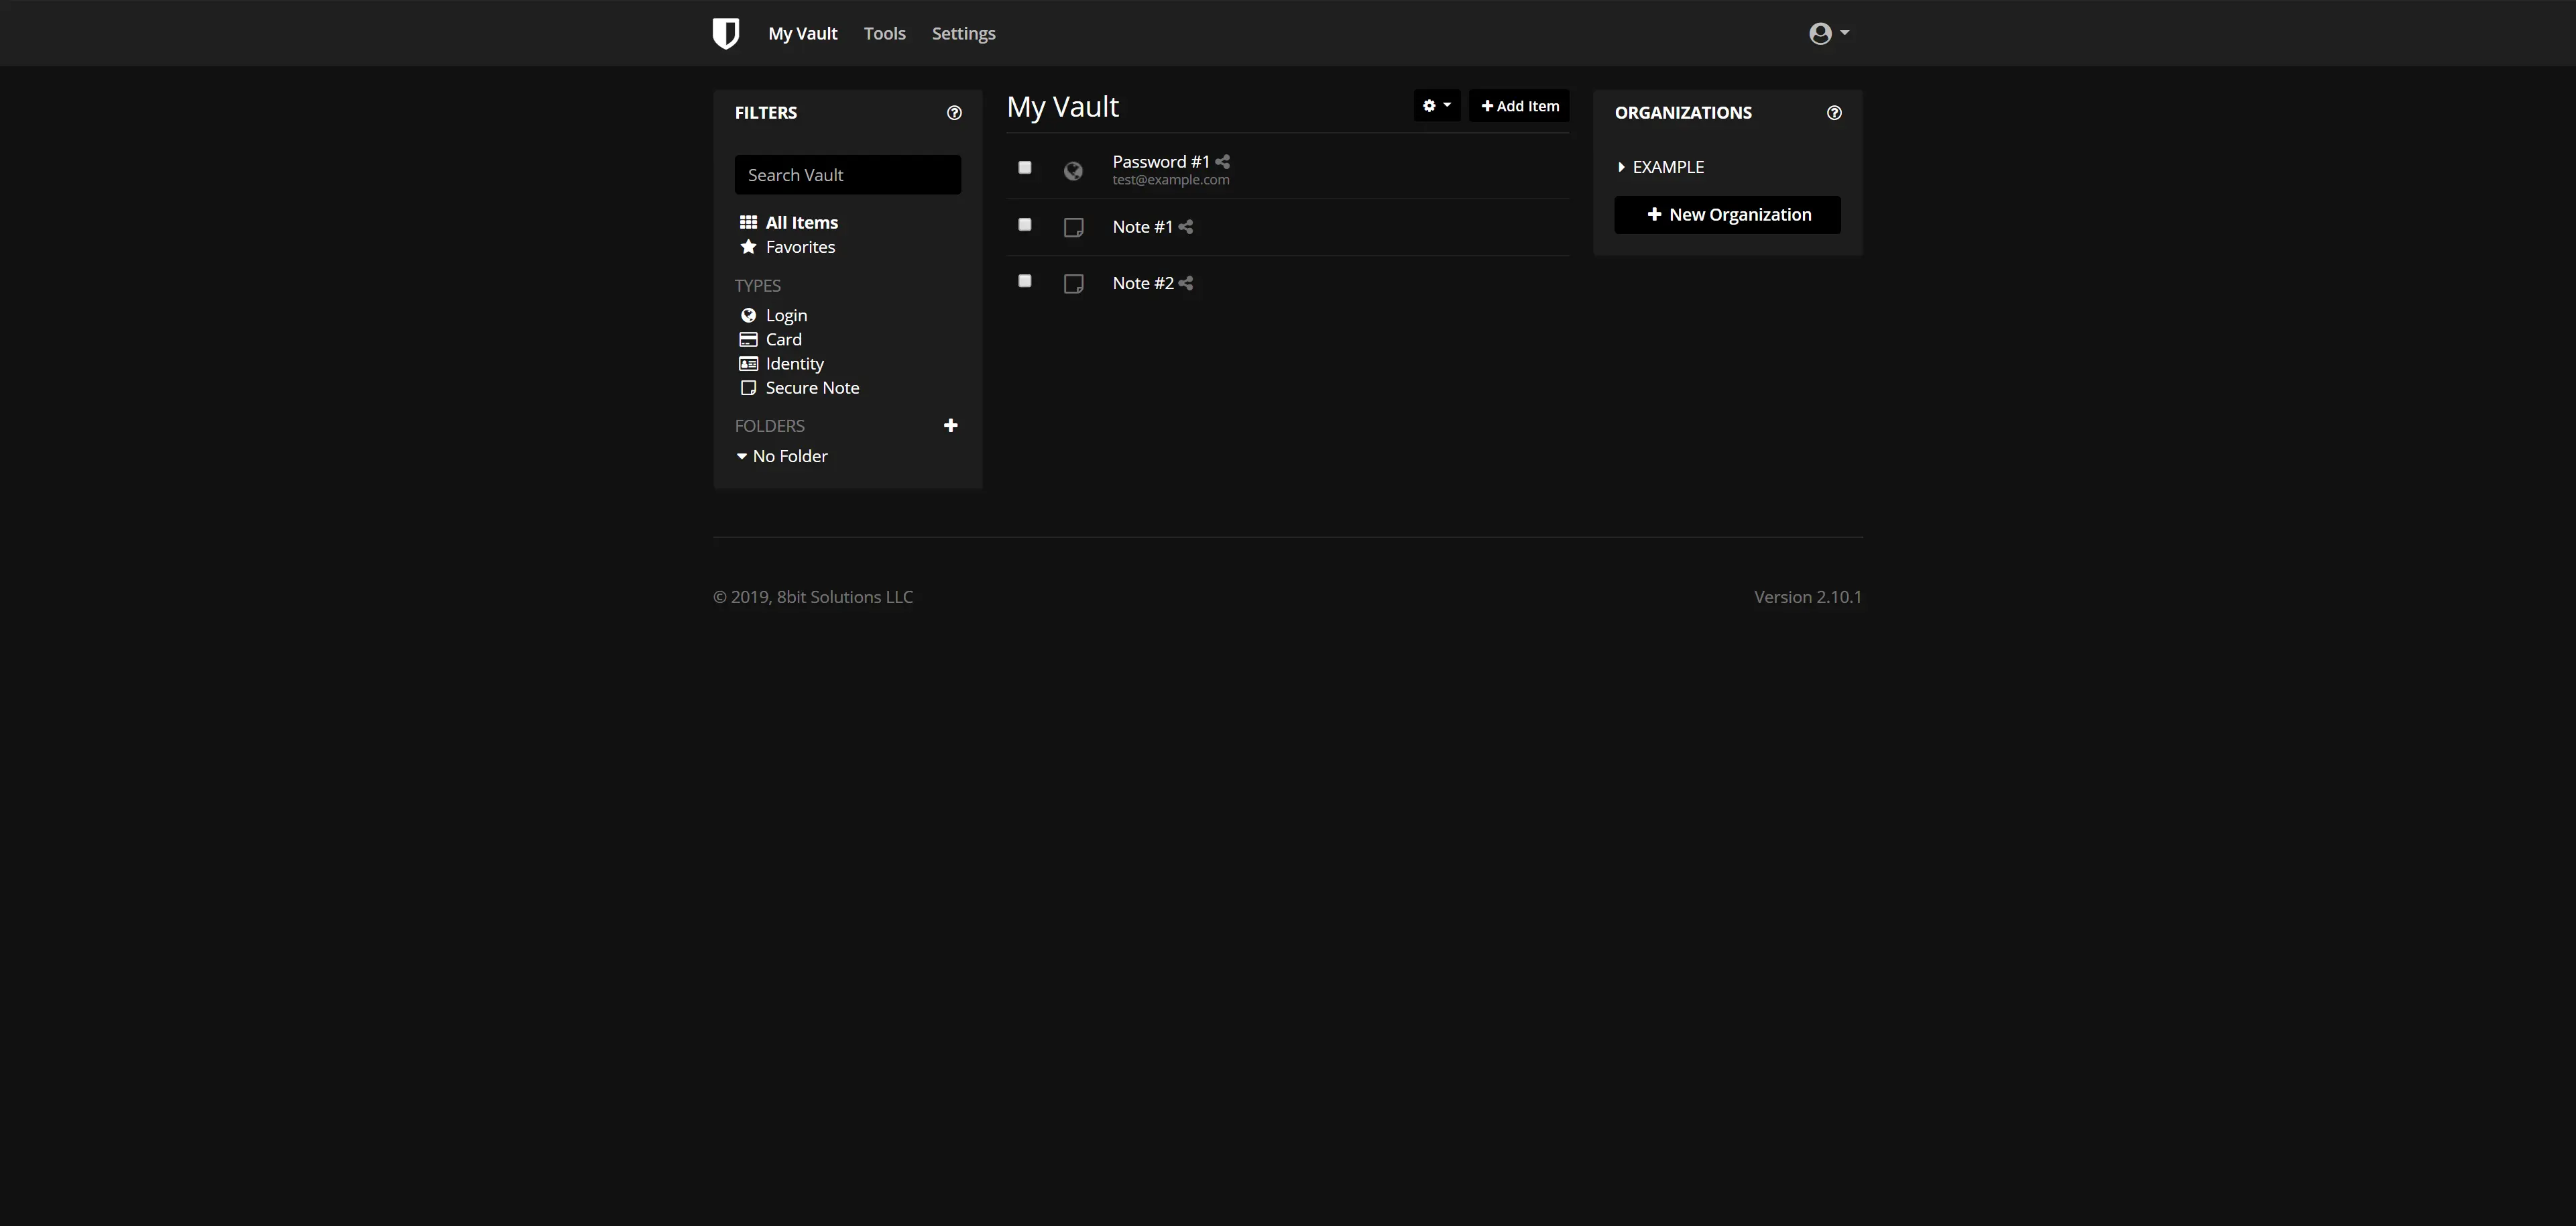 My Vault
Tools
Settings
FILTERS
Search Vault
All Items
Favorites
TYPES
Login
Card
Identity
Secure Note
FOLDERS
No Folder
My Vault
Add Item
Password #1
test@example.com
Note #1
Note #2
ORGANIZATIONS
EXAMPLE
New Organization
© 2019, 8bit Solutions LLC
Version 2.10.1